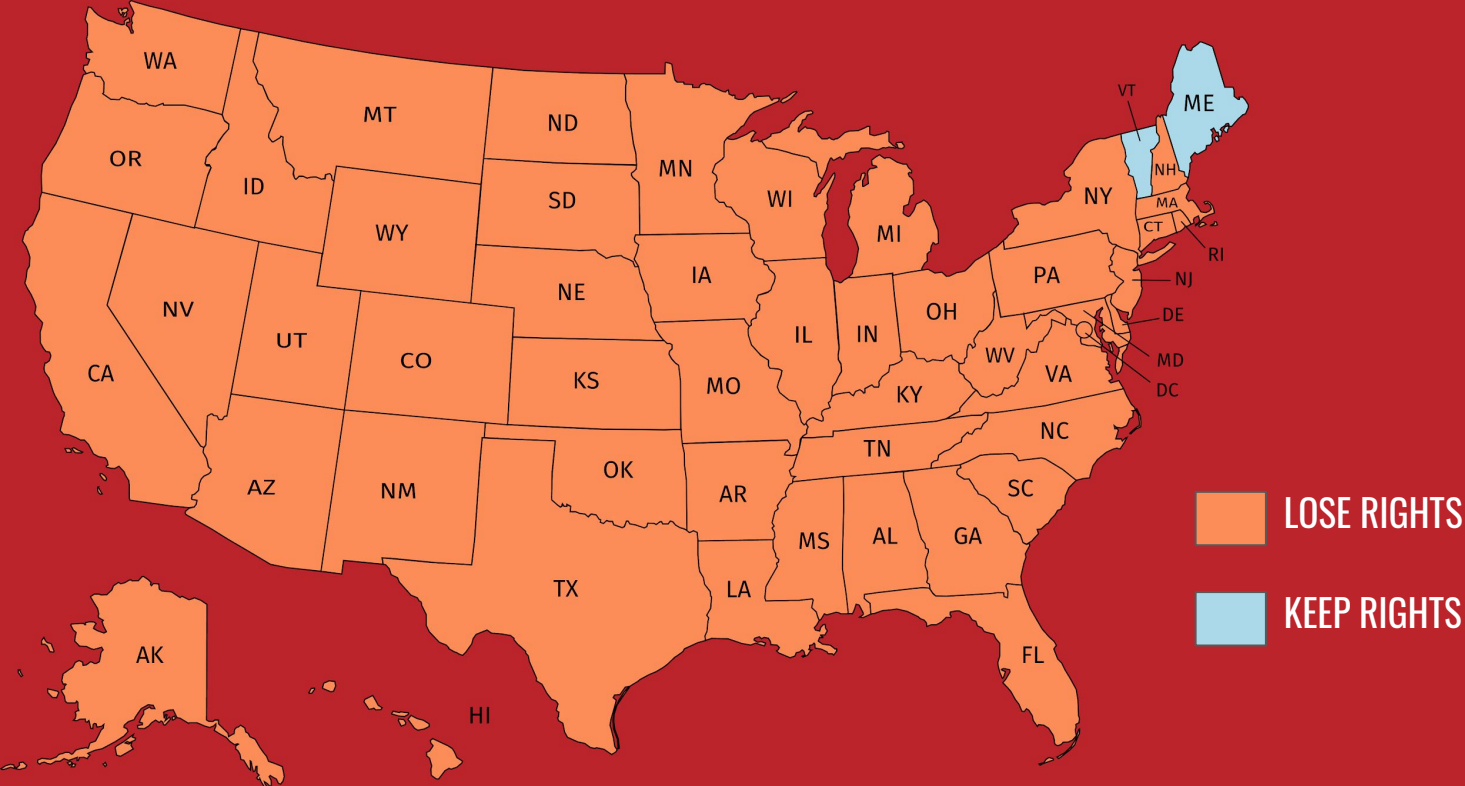 WA
MT
ND
MN
OR
ID
SD
WI
WY
MI
VT
ME
NH
NY
MA
CT
RI
IA
NE
PA
NJ
NV
UT
CO
IL
IN
OH
DE
MD
DC
CA
KS
MO
WV
VA
KY
NC
TN
AZ
NM
OK
AR
SC
MS
AL
GA
TX
LA
FL
AK
HI
LOSE RIGHTS
KEEP RIGHTS